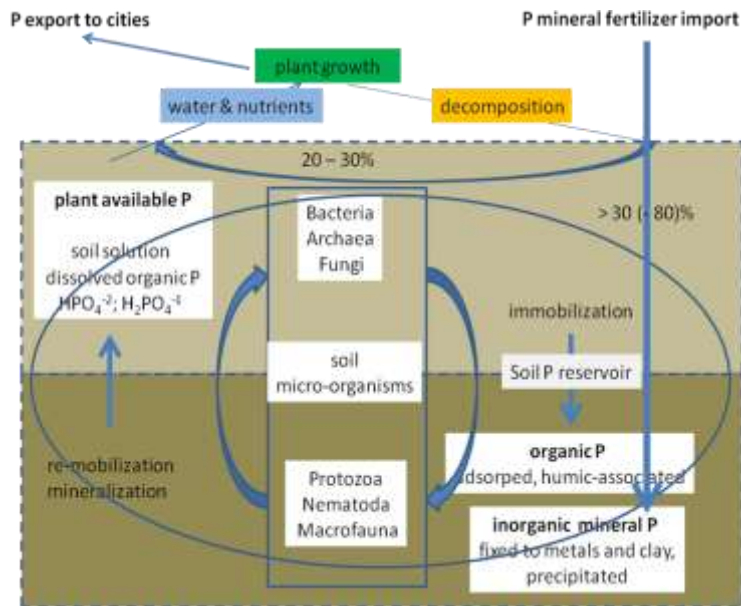 P export to cities
P mineral fertilizer import
plant growth
water & nutrients
decomposition
20 – 30%
plant available P
soil solution
dissolved organic P
HPO₄⁻²; H₂PO₄⁻¹
Bacteria
Archaea
Fungi
> 30 (- 80)%
immobilization
soil
micro-organisms
Soil P reservoir
re-mobilization
mineralization
Protozoa
Nematoda
Macrofauna
organic P
adsorped, humic-associated
inorganic mineral P
fixed to metals and clay,
precipitated